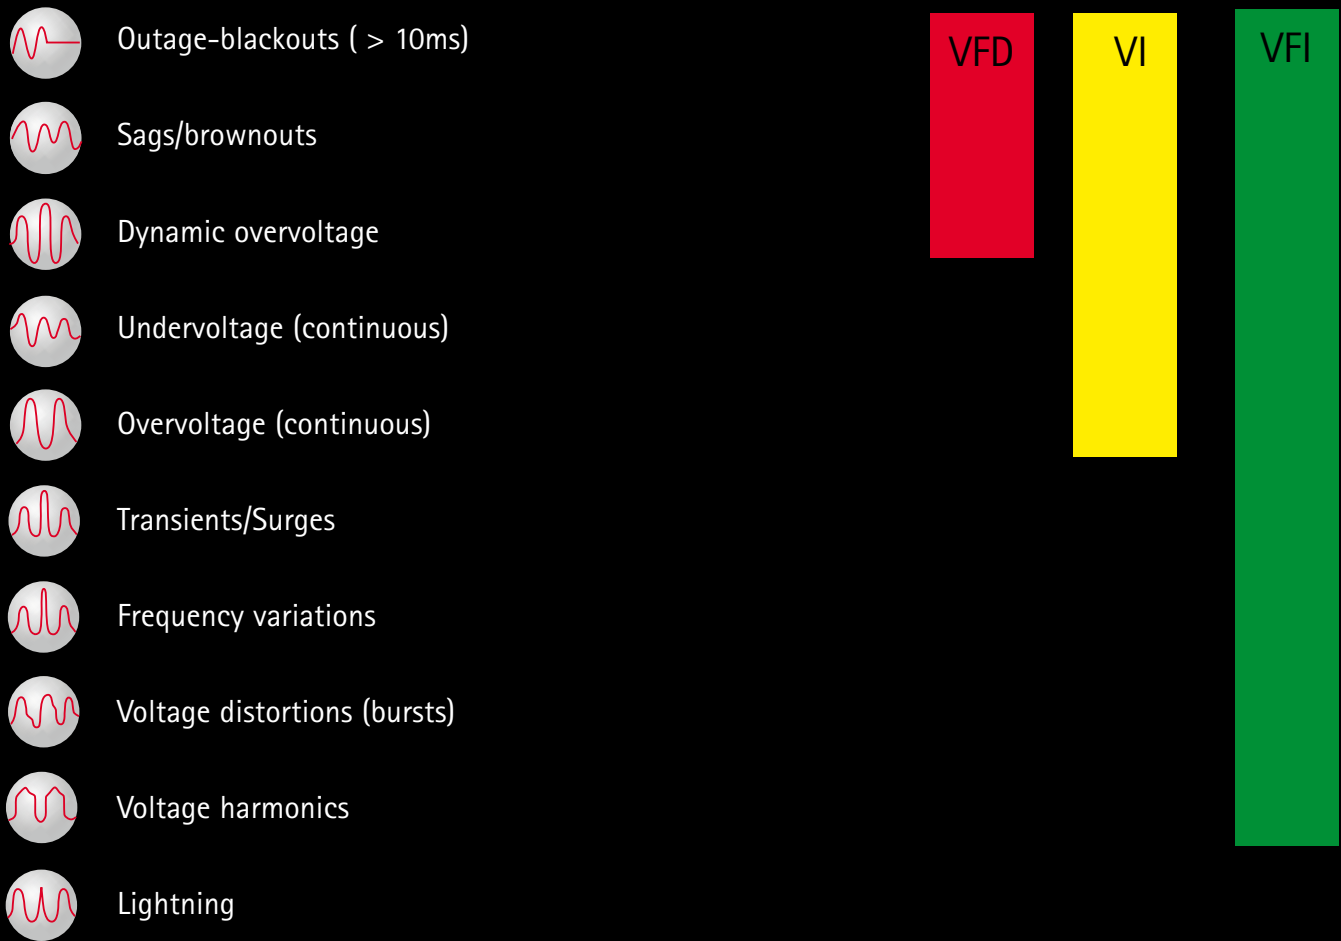 Outage-blackouts ( > 10ms)
VFD
VI
VFI
Sags/brownouts
Dynamic overvoltage
Undervoltage (continuous)
Overvoltage (continuous)
Transients/Surges
Frequency variations
Voltage distortions (bursts)
Voltage harmonics
Lightning